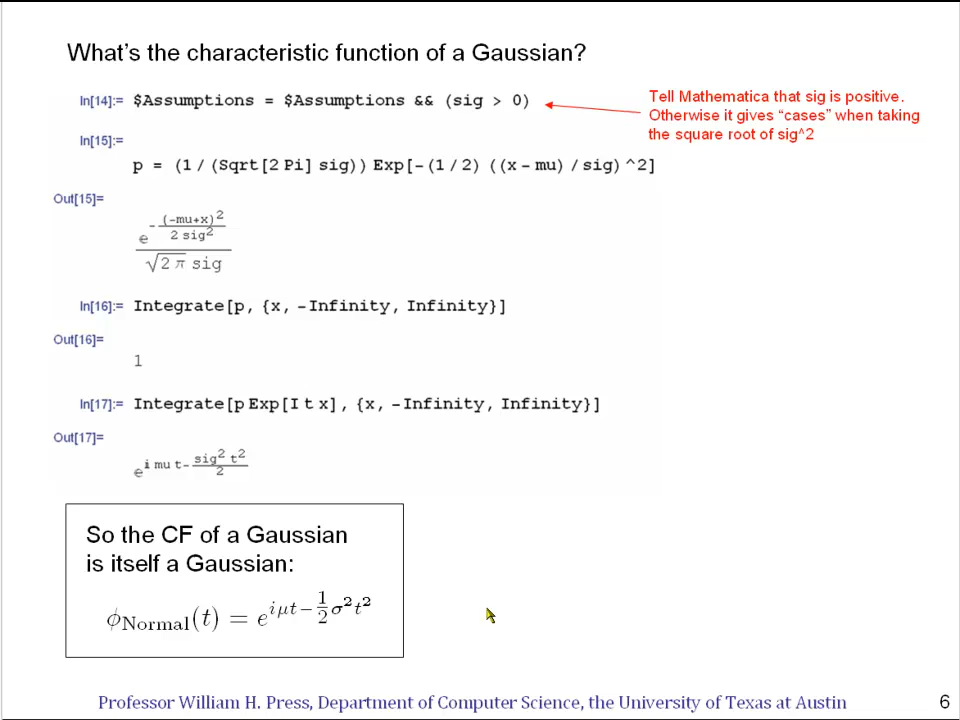 What's the characteristic function of a Gaussian?
In[14]:= $Assumptions = $Assumptions && (sig > 0)
Tell Mathematica that sig is positive.
Otherwise it gives "cases" when taking
the square root of sig^2
In[15]:=
p = (1 / (Sqrt[2 Pi] sig)) Exp[-(1/2) ((x - mu) / sig)^2]
Out[15]=
e^(-(-mu+x)^2 / (2 sig^2)) / (√(2 π) sig)
In[16]:= Integrate[p, {x, -Infinity, Infinity}]
Out[16]=
1
In[17]:= Integrate[p Exp[I t x], {x, -Infinity, Infinity}]
Out[17]=
e^(i mu t - sig^2 t^2 / 2)
So the CF of a Gaussian
is itself a Gaussian:
ϕ_Normal(t) = e^(iμt - 1/2 σ^2 t^2)
Professor William H. Press, Department of Computer Science, the University of Texas at Austin
6